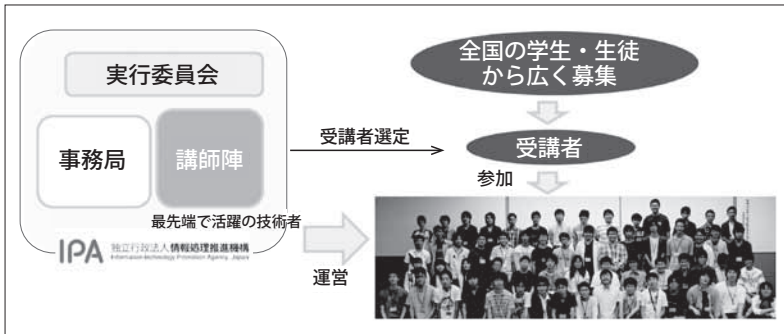 実行委員会
事務局
講師陣
最先端で活躍の技術者
IPA 独立行政法人情報処理推進機構
Information-technology Promotion Agency, Japan
全国の学生・生徒
から広く募集
受講者選定
受講者
参加
運営